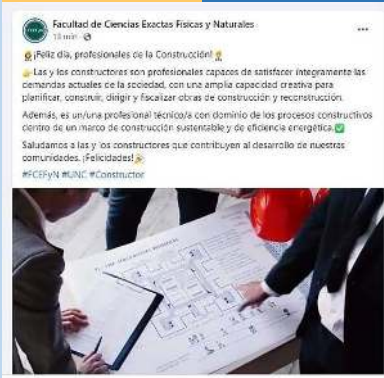 Facultad de Ciencias Exactas Físicas y Naturales
13 min
¡Feliz día, profesionales de la Construcción!
Las y los constructores son profesionales capaces de satisfacer íntegramente las
demandas actuales de la sociedad, con una amplia capacidad creativa para
planificar, construir, dirigir y fiscalizar obras de construcción y reconstrucción.
Además, es un/una profesional técnico/a con dominio de los procesos constructivos
dentro de un marco de construcción sustentable y de eficiencia energética.
Saludamos a las y los constructores que contribuyen al desarrollo de nuestras
comunidades. ¡Felicidades!
#FCEFyN #UNC #Constructor